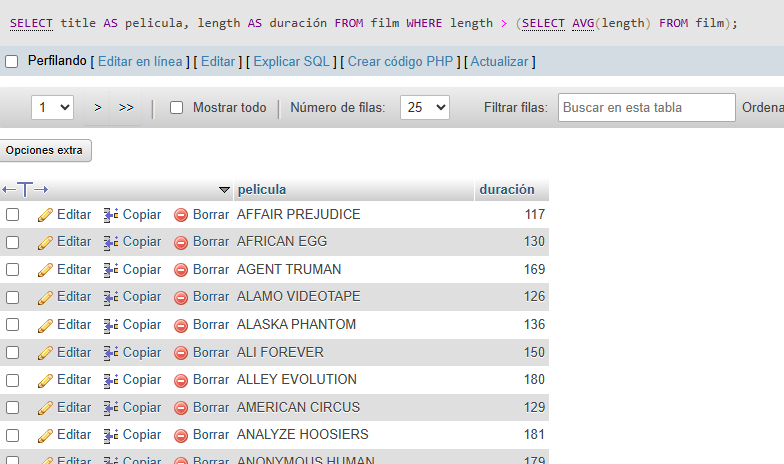 SELECT title AS pelicula, length AS duración FROM film WHERE length > (SELECT AVG(length) FROM film);
Perfilando [ Editar en línea ] [ Editar ] [ Explicar SQL ] [ Crear código PHP ] [ Actualizar ]
1 > >> Mostrar todo Número de filas: 25 Filtrar filas: Buscar en esta tabla Ordena
Opciones extra
←T→ pelicula duración
Editar Copiar Borrar AFFAIR PREJUDICE 117
Editar Copiar Borrar AFRICAN EGG 130
Editar Copiar Borrar AGENT TRUMAN 169
Editar Copiar Borrar ALAMO VIDEOTAPE 126
Editar Copiar Borrar ALASKA PHANTOM 136
Editar Copiar Borrar ALI FOREVER 150
Editar Copiar Borrar ALLEY EVOLUTION 180
Editar Copiar Borrar AMERICAN CIRCUS 129
Editar Copiar Borrar ANALYZE HOOSIERS 181
Editar Copiar Borrar ANONYMOUS HUMAN 179